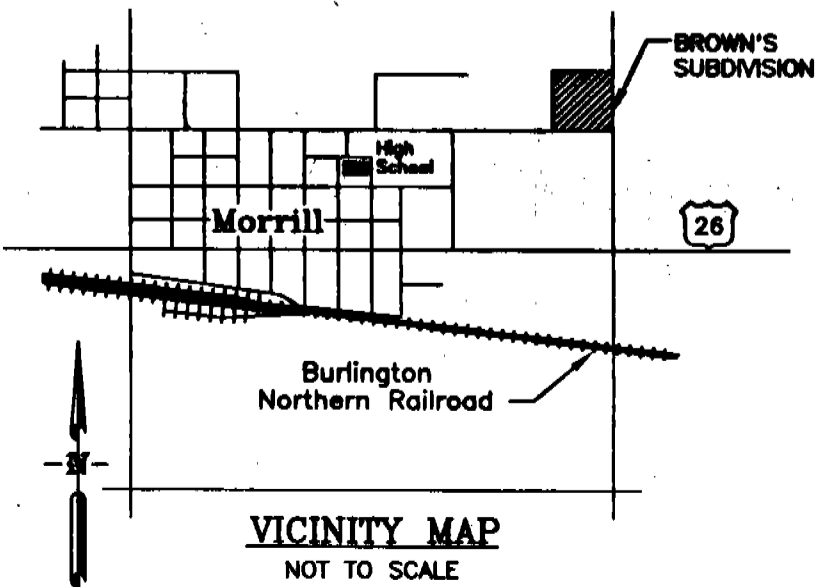 BROWN'S
SUBDIVISION
High
School
Morrill
26
Burlington
Northern Railroad
N
VICINITY MAP
NOT TO SCALE